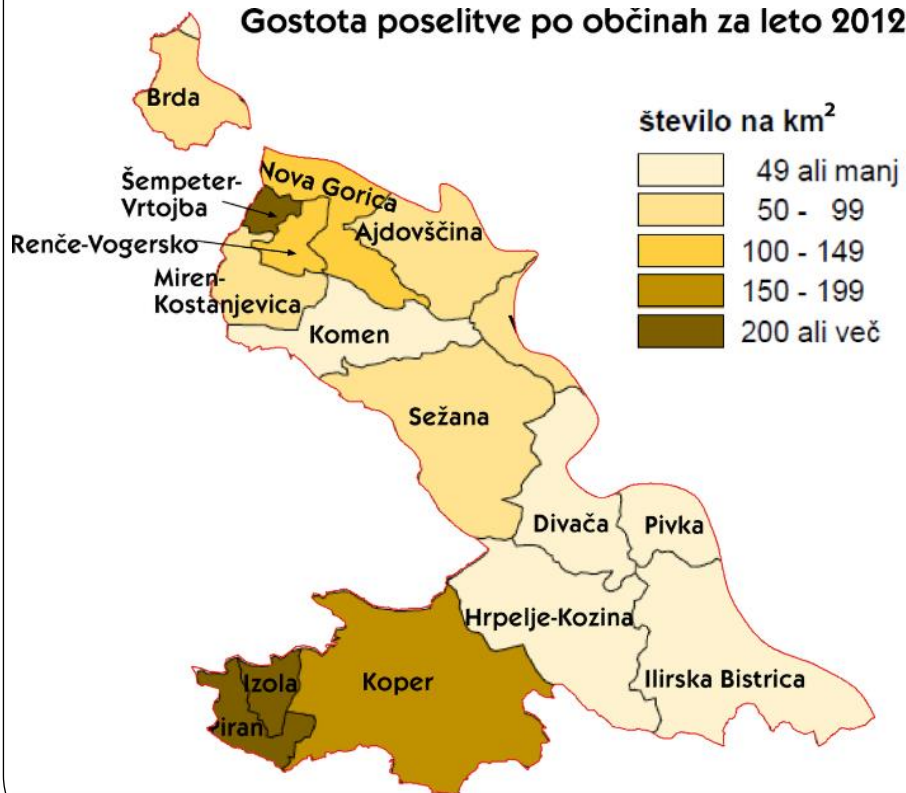 Gostota poselitve po občinah za leto 2012
število na km²
49 ali manj
50 - 99
100 - 149
150 - 199
200 ali več
Brda
Nova Gorica
Šempeter-
Vrtojba
Ajdovščina
Renče-Vogersko
Miren-
Kostanjevica
Komen
Sežana
Divača
Pivka
Hrpelje-Kozina
Ilirska Bistrica
Koper
Izola
Piran